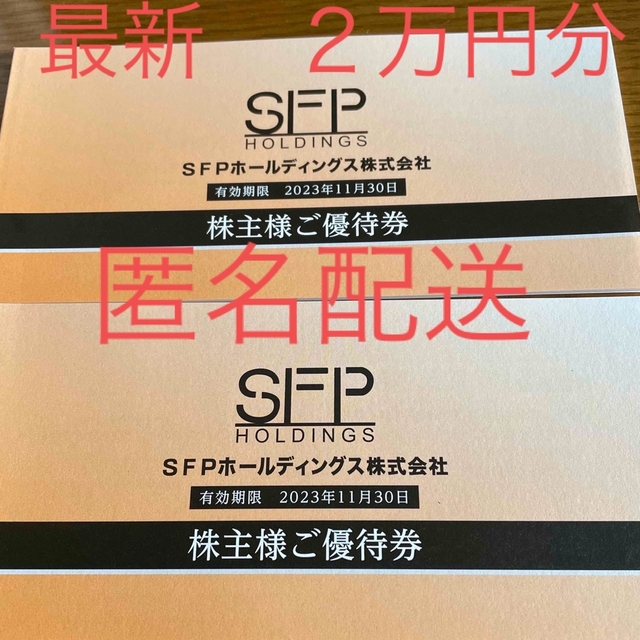 最新　２万円分
SFP
HOLDINGS
SFPホールディングス株式会社
有効期限　2023年11月30日
株主様ご優待券
匿名配送
SFP
HOLDINGS
SFPホールディングス株式会社
有効期限　2023年11月30日
株主様ご優待券